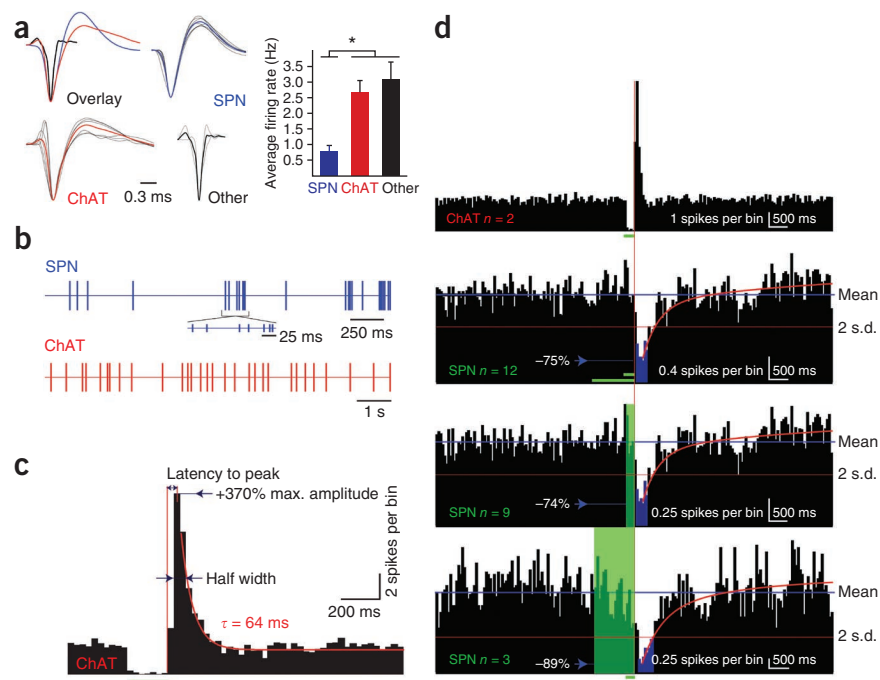 a
Overlay
SPN
ChAT
0.3 ms
Other
*
Average firing rate (Hz)
3.5
3.0
2.5
2.0
1.5
1.0
0.5
SPN ChAT Other
b
SPN
25 ms
250 ms
ChAT
1 s
c
Latency to peak
+370% max. amplitude
Half width
τ = 64 ms
2 spikes per bin
200 ms
ChAT
d
ChAT n = 2
1 spikes per bin 500 ms
Mean
2 s.d.
–75%
SPN n = 12
0.4 spikes per bin 500 ms
Mean
2 s.d.
–74%
SPN n = 9
0.25 spikes per bin 500 ms
Mean
2 s.d.
–89%
SPN n = 3
0.25 spikes per bin 500 ms